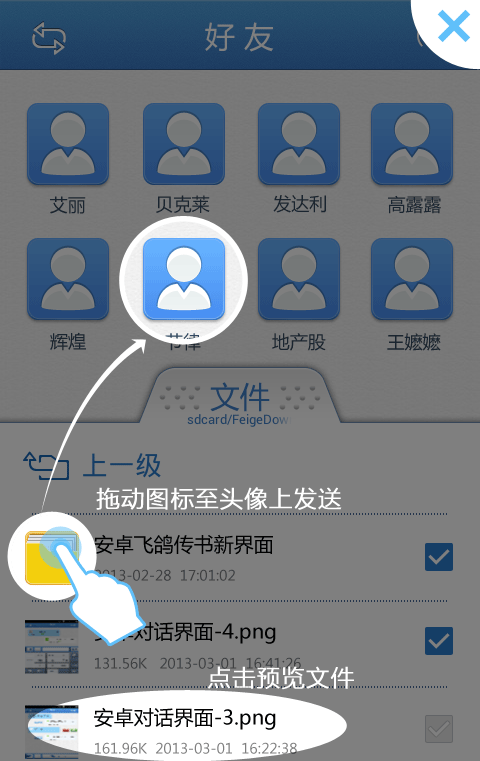 好友
艾丽 贝克莱 发达利 高露露
辉煌 节律 地产股 王嬷嬷
文件
sdcard/FeigeDow
上一级
拖动图标至头像上发送
安卓飞鸽传书新界面
2013-02-28 17:01:02
安卓对话界面-4.png
131.56K 2013-03-01 16:41:26
点击预览文件
安卓对话界面-3.png
161.96K 2013-03-01 16:22:38